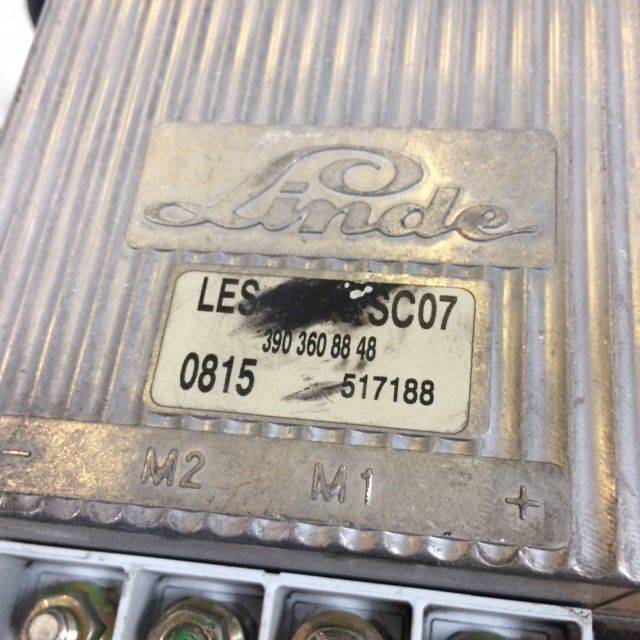 Linde
LES SC07
390 360 88 48
0815 517188
- M2 M1 +